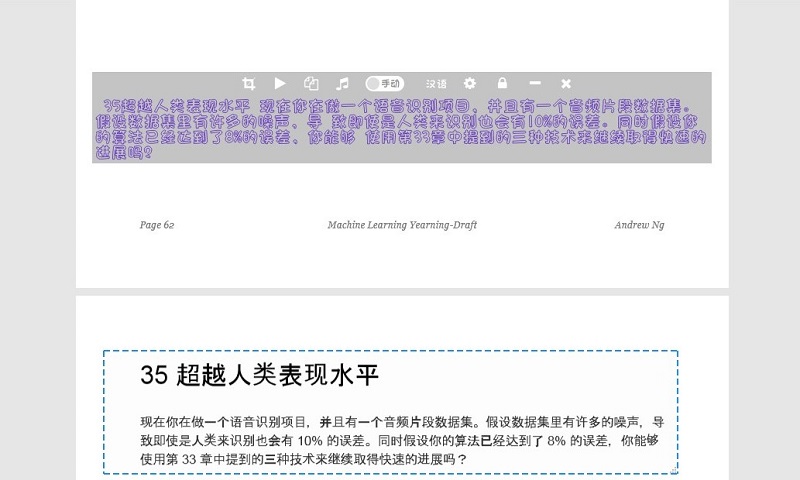 手动 汉语
35超越人类表现水平 现在你在做一个语音识别项目，并且有一个音频片段数据集。
假设数据集里有许多的噪声，导 致即使是人类来识别也会有10%的误差。同时假设你
的算法已经达到了8%的误差，你能够 使用第33章中提到的三种技术来继续取得快速的
进展吗？
Page 62 Machine Learning Yearning-Draft Andrew Ng
35 超越人类表现水平
现在你在做一个语音识别项目，并且有一个音频片段数据集。假设数据集里有许多的噪声，导
致即使是人类来识别也会有 10% 的误差。同时假设你的算法已经达到了 8% 的误差，你能够
使用第 33 章中提到的三种技术来继续取得快速的进展吗？